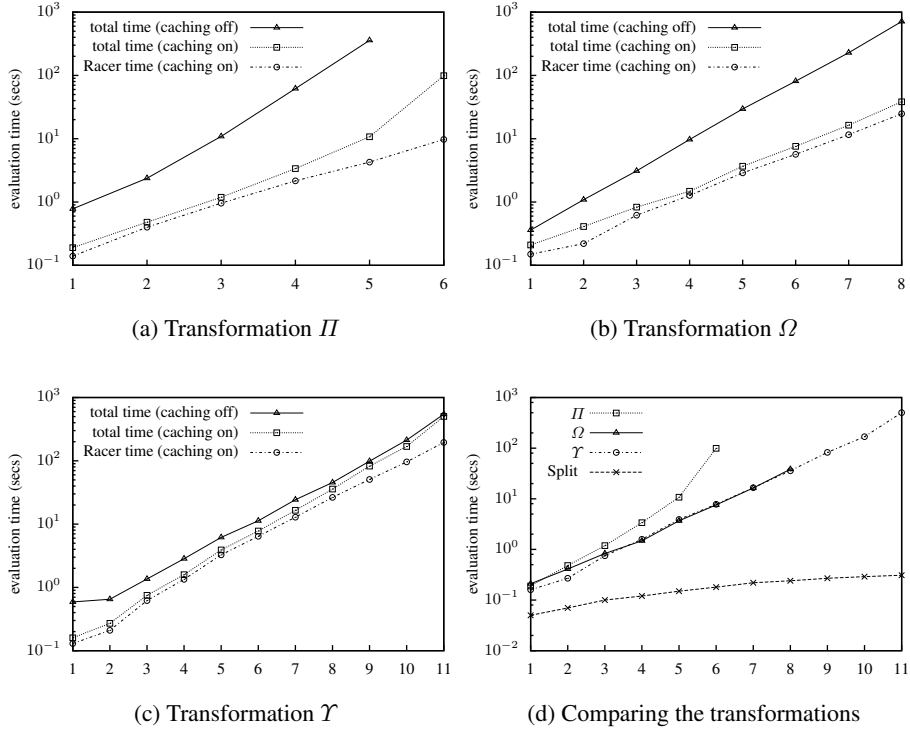 total time (caching off)
total time (caching on)
Racer time (caching on)
evaluation time (secs)
10^3
10^2
10^1
10^0
10^−1
1 2 3 4 5 6
(a) Transformation Π
total time (caching off)
total time (caching on)
Racer time (caching on)
evaluation time (secs)
10^3
10^2
10^1
10^0
10^−1
1 2 3 4 5 6 7 8
(b) Transformation Ω
total time (caching off)
total time (caching on)
Racer time (caching on)
evaluation time (secs)
10^3
10^2
10^1
10^0
10^−1
1 2 3 4 5 6 7 8 9 10 11
(c) Transformation ϒ
Π
Ω
ϒ
Split
evaluation time (secs)
10^3
10^2
10^1
10^0
10^−1
10^−2
1 2 3 4 5 6 7 8 9 10 11
(d) Comparing the transformations